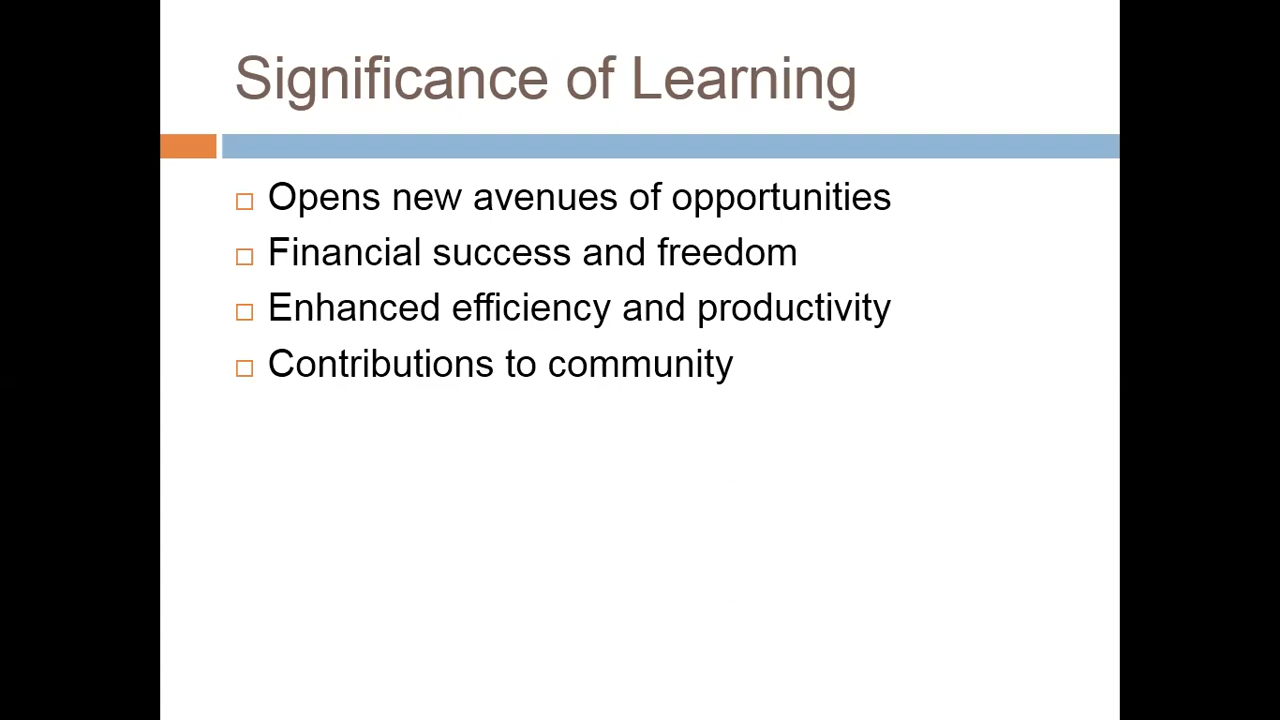 Significance of Learning
Opens new avenues of opportunities
Financial success and freedom
Enhanced efficiency and productivity
Contributions to community